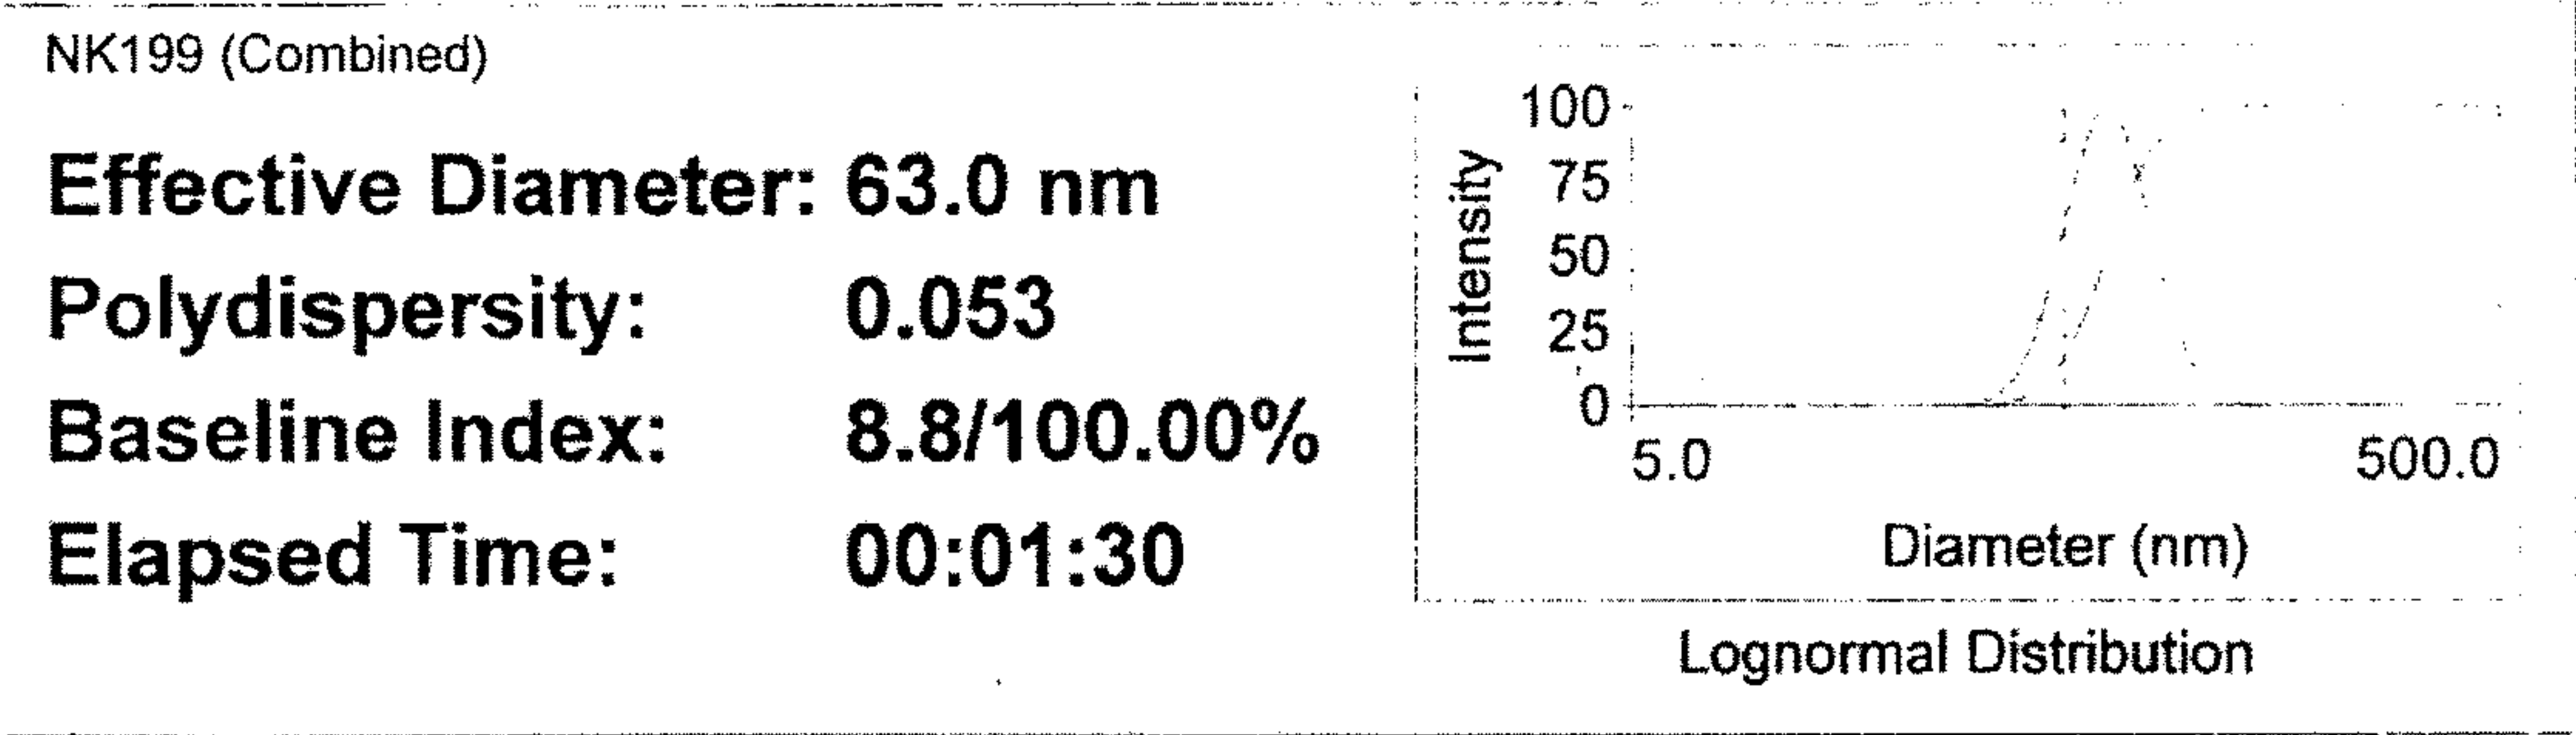 NK199 (Combined)
Effective Diameter: 63.0 nm
Polydispersity: 0.053
Baseline Index: 8.8/100.00%
Elapsed Time: 00:01:30
Intensity
100
75
50
25
0
5.0 500.0
Diameter (nm)
Lognormal Distribution